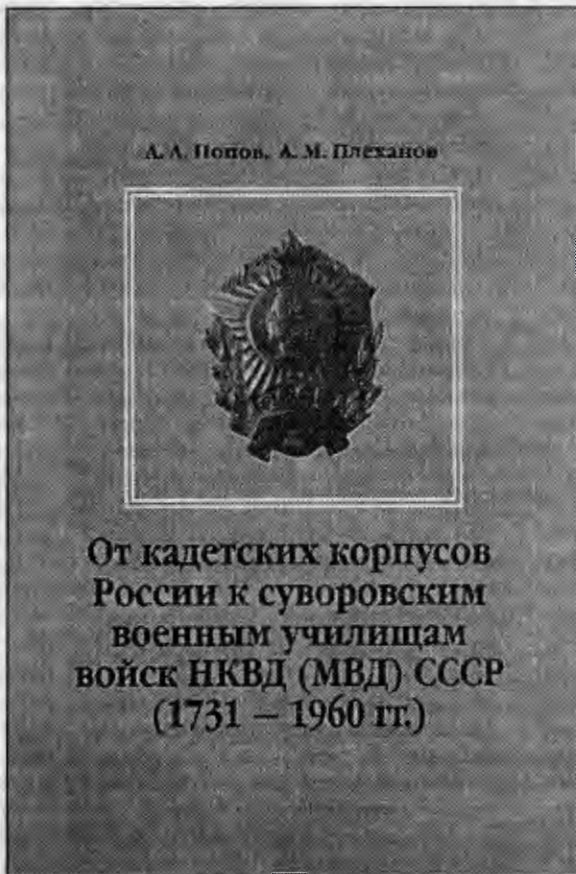 А. А. Попов, А. М. Плеханов
От кадетских корпусов
России к суворовским
военным училищам
войск НКВД (МВД) СССР
(1731 – 1960 гг.)